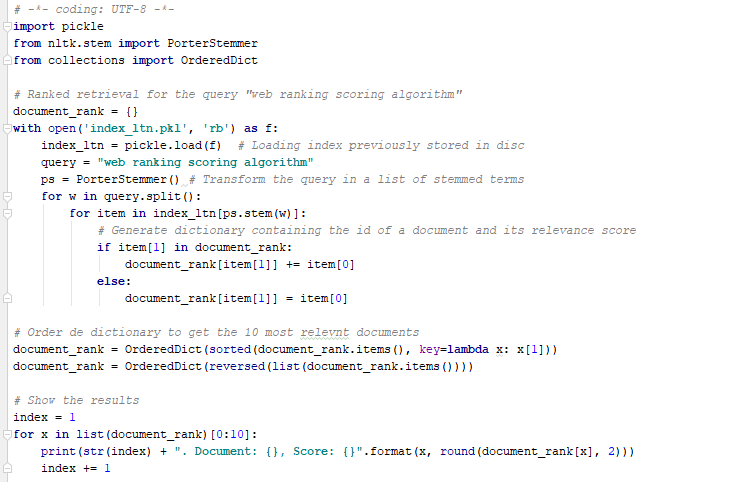 # -*- coding: UTF-8 -*-
import pickle
from nltk.stem import PorterStemmer
from collections import OrderedDict

# Ranked retrieval for the query "web ranking scoring algorithm"
document_rank = {}
with open('index_ltn.pkl', 'rb') as f:
    index_ltn = pickle.load(f)  # Loading index previously stored in disc
    query = "web ranking scoring algorithm"
    ps = PorterStemmer() # Transform the query in a list of stemmed terms
    for w in query.split():
        for item in index_ltn[ps.stem(w)]:
            # Generate dictionary containing the id of a document and its relevance score
            if item[1] in document_rank:
                document_rank[item[1]] += item[0]
            else:
                document_rank[item[1]] = item[0]

# Order de dictionary to get the 10 most relevnt documents
document_rank = OrderedDict(sorted(document_rank.items(), key=lambda x: x[1]))
document_rank = OrderedDict(reversed(list(document_rank.items())))

# Show the results
index = 1
for x in list(document_rank)[0:10]:
    print(str(index) + ". Document: {}, Score: {}".format(x, round(document_rank[x], 2)))
    index += 1